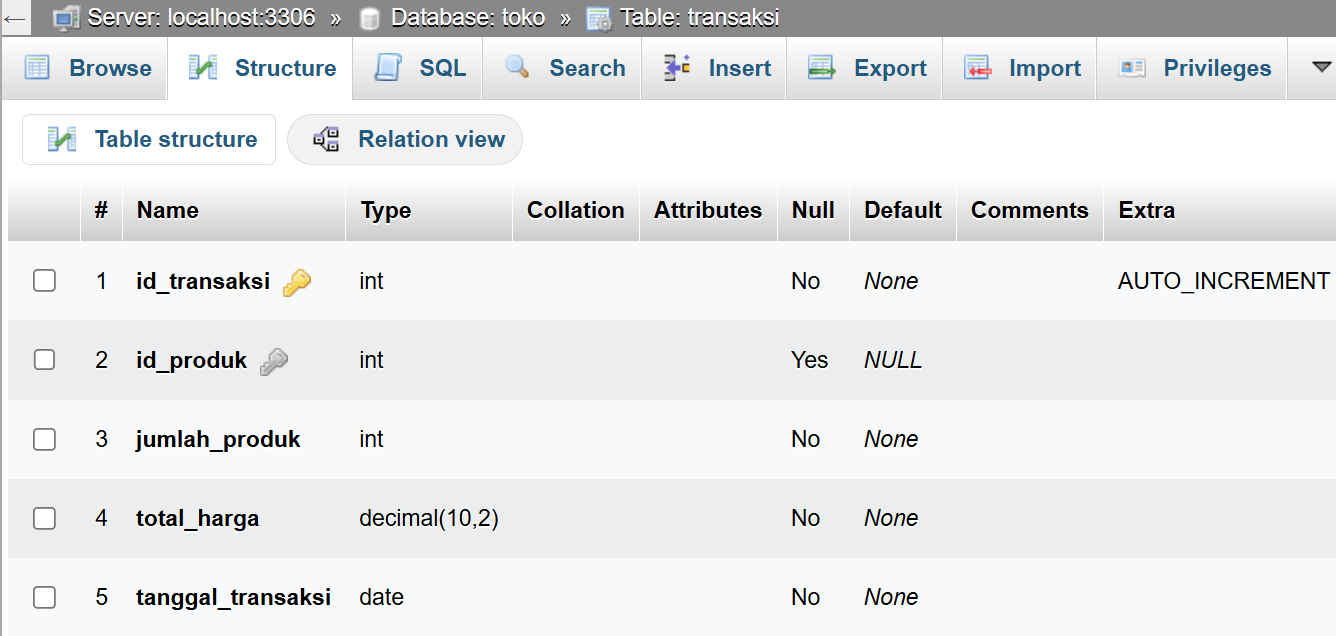 Server: localhost:3306 » Database: toko » Table: transaksi
Browse Structure SQL Search Insert Export Import Privileges
Table structure Relation view
# Name Type Collation Attributes Null Default Comments Extra
1 id_transaksi int No None AUTO_INCREMENT
2 id_produk int Yes NULL
3 jumlah_produk int No None
4 total_harga decimal(10,2) No None
5 tanggal_transaksi date No None